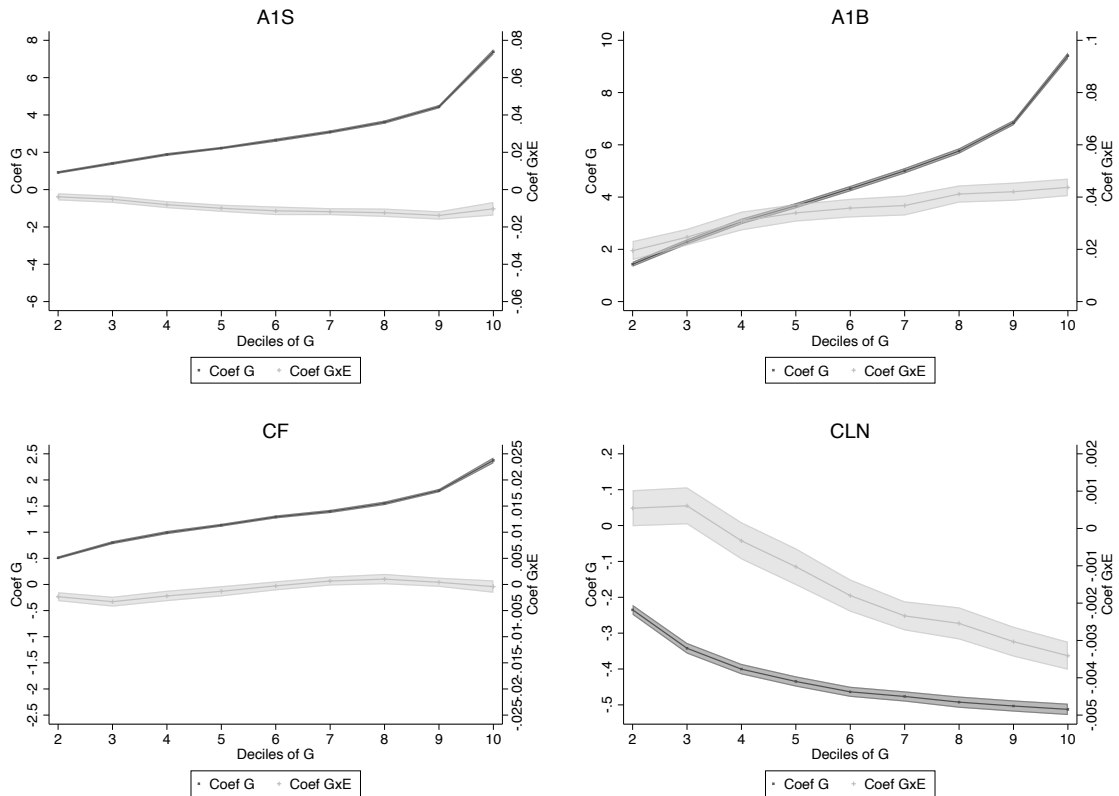 A1S
Coef G
-6 -4 -2 0 2 4 6 8
Coef GxE
-.06 -.04 -.02 0 .02 .04 .06 .08
2 3 4 5 6 7 8 9 10
Deciles of G
Coef G Coef GxE
A1B
Coef G
0 2 4 6 8 10
Coef GxE
0 .02 .04 .06 .08 .1
2 3 4 5 6 7 8 9 10
Deciles of G
Coef G Coef GxE
CF
Coef G
-2.5 -2 -1.5 -1 -.5 0 .5 1 1.5 2 2.5
Coef GxE
-.025 -.02 -.015 -.01 -.005 0 .005 .01 .015 .02 .025
2 3 4 5 6 7 8 9 10
Deciles of G
Coef G Coef GxE
CLN
Coef G
-.5 -.4 -.3 -.2 -.1 0 .1 .2
Coef GxE
-.005 -.004 -.003 -.002 -.001 0 .001 .002
2 3 4 5 6 7 8 9 10
Deciles of G
Coef G Coef GxE